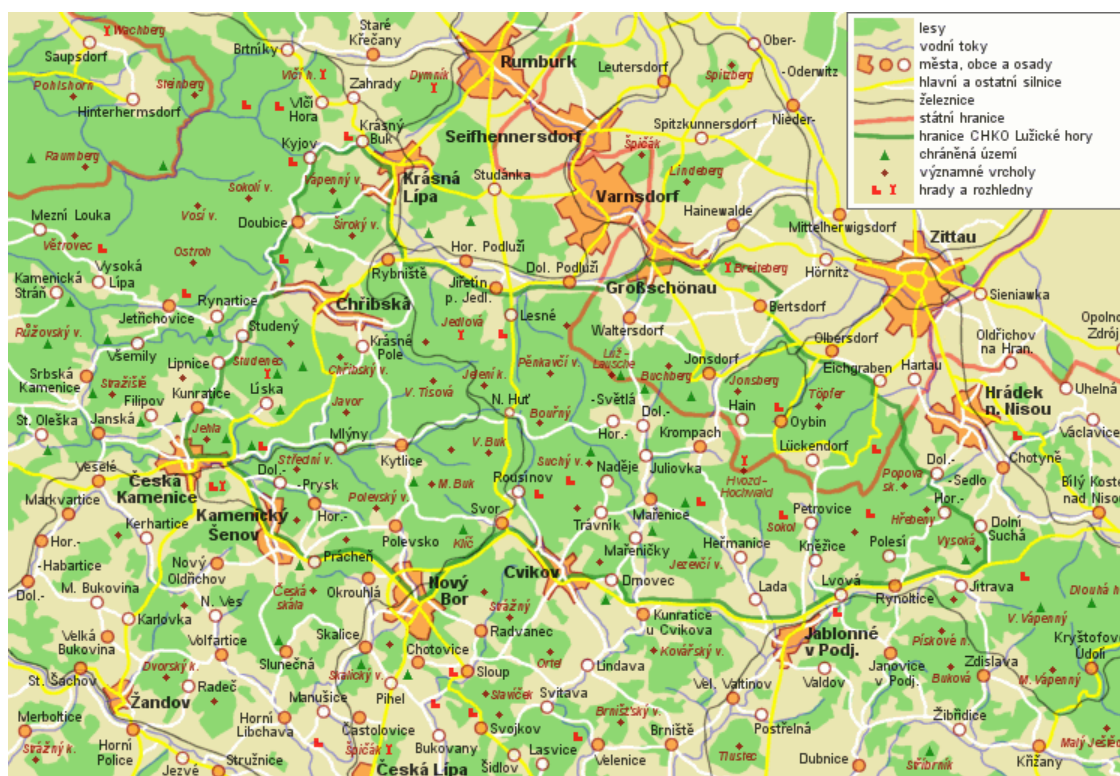 Wachberg
Saupsdorf
Pohlshorn
Steinberg
Hinterhermsdorf
Raumberg
Brtníky
Staré
Křečany
Vlčí h.
Zahrady
Dymník
Vlčí
Hora
Rumburk
Leutersdorf
Ober-
-Oderwitz
Spitzberg
Nieder-
Krásný
Buk
Kyjov
Seifhennersdorf
Spitzkunnersdorf
Špičák
Vápenný v.
Krásná
Lípa
Studánka
Lindeberg
Sokolí v.
Vosí v.
Varnsdorf
Hainewalde
Mittelherwigsdorf
Mezní Louka
Doubice
Široký v.
Větrovec
Ostroh
Hor. Podluží
Zittau
Kamenická
Stráň
Vysoká
Lípa
Rybniště
Dol. Podluží
Breiteberg
Hörnitz
Jiřetín
p. Jedl.
Großschönau
Rynartice
Jetřichovice
Chřibská
Bertsdorf
Sieniawka
Růžovský v.
Studený
Lesné
Waltersdorf
Olbersdorf
Oldřichov
na Hran.
Opolno
Zdrój
Všemily
Lipnice
Krásné
Pole
Jedlová
Srbská
Kamenice
Studenec
Chřibský v.
Pěnkavčí v.
Luž -
Lausche
Buchberg
Jonsdorf
Eichgraben
Hartau
Stražiště
Kunratice
Líska
Jelení k.
Jonsberg
Töpfer
Hrádek
n. Nisou
Uhelná
Filipov
Javor
V. Tisová
N. Huť
-Světlá
Hain
Oybin
St. Oleška
Janská
Jehla
Mlýny
Bouřný
Dol.-
Hor.-
Krompach
Lückendorf
Václavice
Veselé
Česká
Kamenice
Dol.-
-Prysk
Střední v.
Kytlice
V. Buk
Suchý v.
Naděje
Juliovka
Hvozd-
Hochwald
Popova
sk.
Dol.-
-Sedlo
Chotyně
Markvartice
Rousínov
M. Buk
Bílý Koste
nad Nisou
Kamenický
Šenov
Hor.-
Polevský v.
Mařenice
Petrovice
Hor.-
Kerhartice
Svor
Trávník
Sokol
Hřebeny
Dolní
Suchá
Hor.-
-Habartice
Dol.-
Prácheň
Polevsko
Klíč
Mařeničky
Heřmanice
Kněžice
Polesí
Vysoká
Nový
Oldřichov
Cvikov
Jezevčí v.
M. Bukovina
Česká
skála
Okrouhlá
Nový
Bor
Drnovec
Lada
Lvová
Rynoltice
Jítrava
Dlouhá h
N. Ves
Strážný
Karlovka
Kunratice
u Cvikova
V. Vápenný
Velká
Bukovina
Volfartice
Skalice
Radvanec
Jablonné
v Podj.
Pískové n.
Kryštofov
Údolí
Slunečná
Chotovice
Kovářský v.
Dvorský k.
Skalický v.
Sloup
Ortel
Lindava
Janovice
v Podj.
Zdislava
St. Šachov
Radeč
Pihel
Valdov
Buková
M. Vápenný
Žandov
Manušice
Slavíček
Svitava
Vel. Valtinov
Merboltice
Horní
Libchava
Častolovice
Svojkov
Brnišťský v.
Postřelná
Žibřidice
Strážný k.
Horní
Police
Špičák
Bukovany
Lasvice
Brniště
Malý Ještěd
Jezvé
Stružnice
Česká Lípa
Šidlov
Velenice
Tlustec
Dubnice
Stříbrník
Křižany
lesy
vodní toky
města, obce a osady
hlavní a ostatní silnice
železnice
státní hranice
hranice CHKO Lužické hory
chráněná území
významné vrcholy
hrady a rozhledny